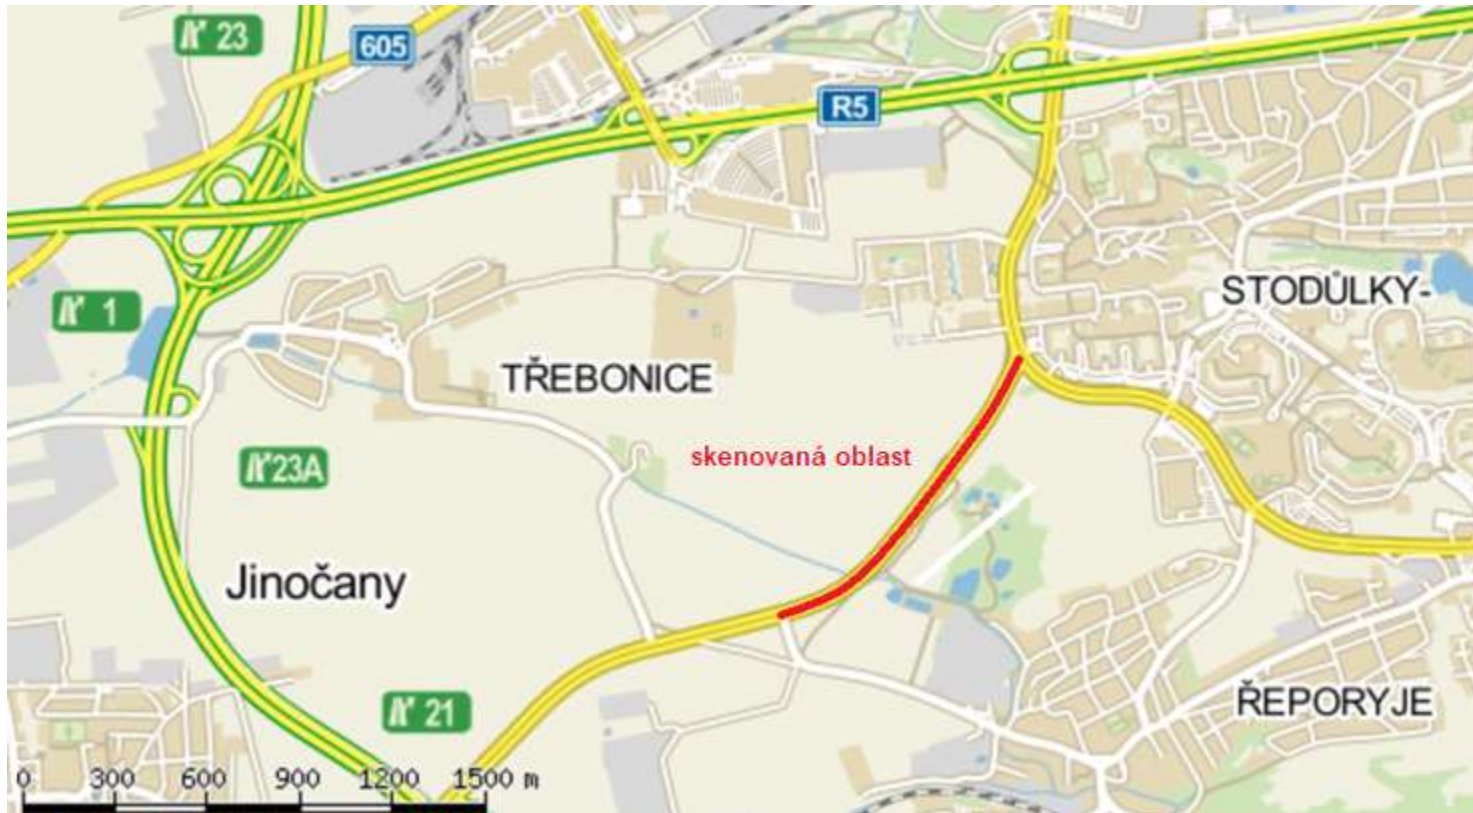 23
605
R5
1
STODŮLKY-
TŘEBONICE
skenovaná oblast
23A
Jinočany
ŘEPORYJE
21
0 300 600 900 1200 1500 m